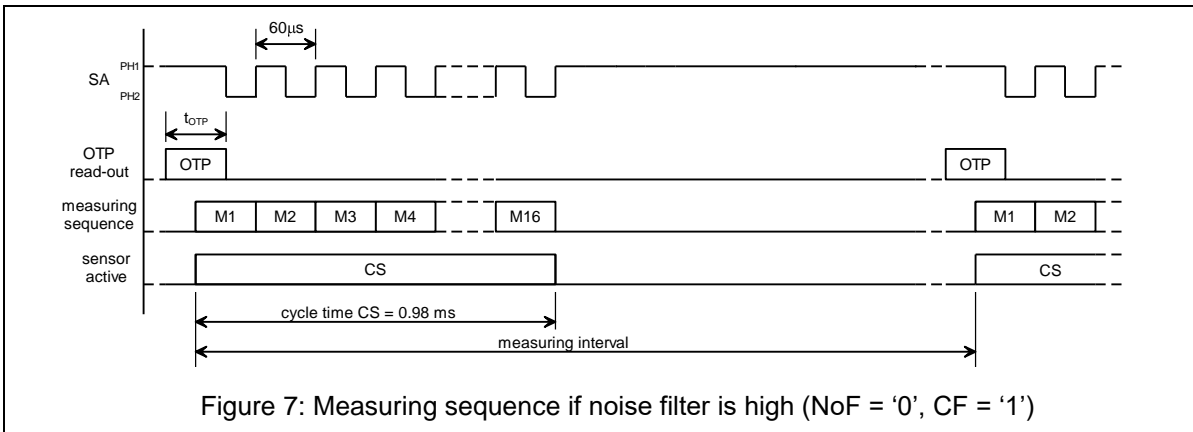 60µs
SA
PH1
PH2
tOTP
OTP
read-out
OTP
OTP
measuring
sequence
M1 M2 M3 M4 M16 M1 M2
sensor
active
CS CS
cycle time CS = 0.98 ms
measuring interval
Figure 7: Measuring sequence if noise filter is high (NoF = ‘0’, CF = ‘1’)